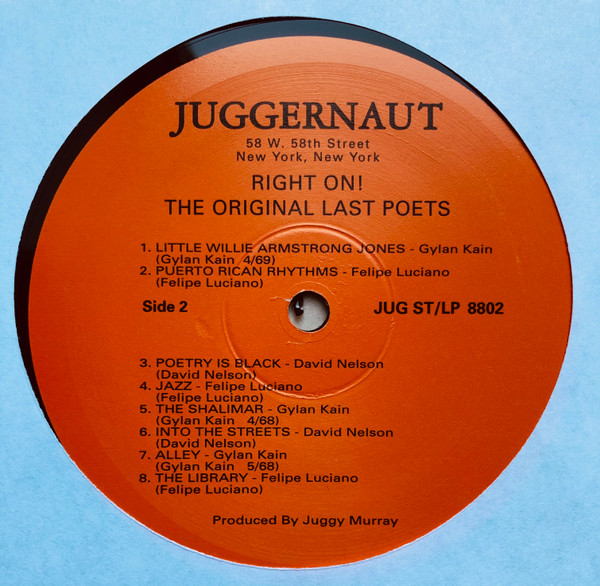 JUGGERNAUT
58 W. 58th Street
New York, New York
RIGHT ON!
THE ORIGINAL LAST POETS
1. LITTLE WILLIE ARMSTRONG JONES - Gylan Kain
(Gylan Kain 4/69)
2. PUERTO RICAN RHYTHMS - Felipe Luciano
(Felipe Luciano)
Side 2 JUG ST/LP 8802
3. POETRY IS BLACK - David Nelson
(David Nelson)
4. JAZZ - Felipe Luciano
(Felipe Luciano)
5. THE SHALIMAR - Gylan Kain
(Gylan Kain 4/68)
6. INTO THE STREETS - David Nelson
(David Nelson)
7. ALLEY - Gylan Kain
(Gylan Kain 5/68)
8. THE LIBRARY - Felipe Luciano
(Felipe Luciano)
Produced By Juggy Murray